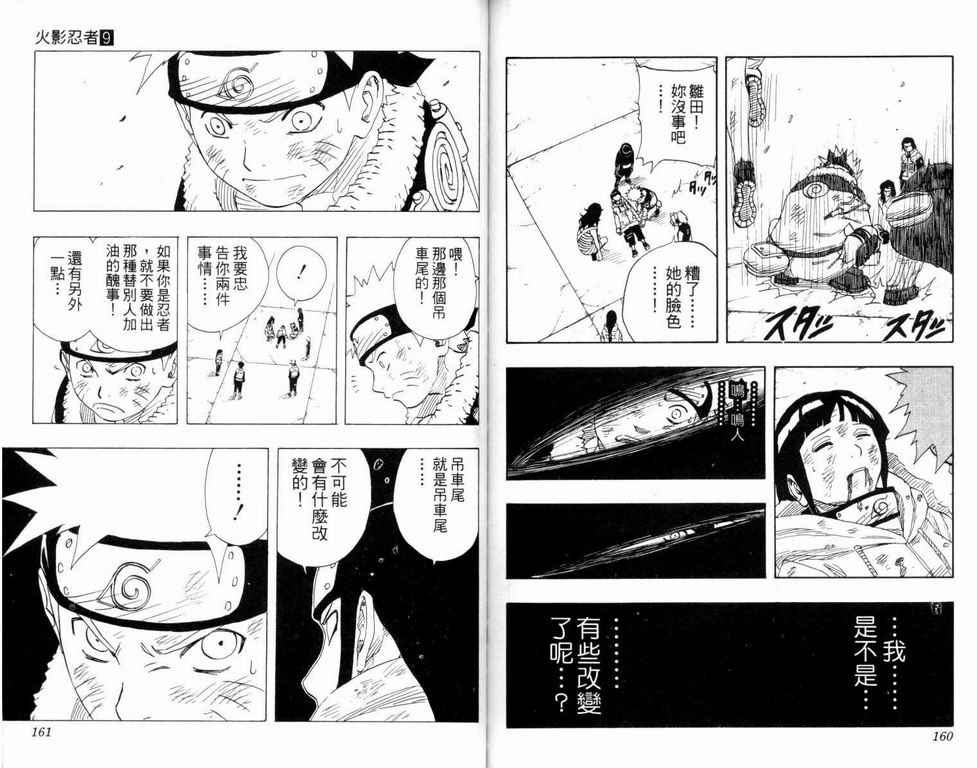 スタッ
スタッ
雛田！
妳沒事吧
……！
タッ
タッ
糟了……
她的臉色
……！
鳴…鳴人
…我……
是不是…
………
有些改變
了呢…？
160
火影忍者9
喂！
那邊那個吊
車尾的！
！
我要忠
告你兩件
事情……
如果你是忍者
，就不要做出
那種替別人加
油的醜事！
還有另外
一點…
吊車尾
就是吊車尾
……
不可能
會有什麼改
變的！
……！
161